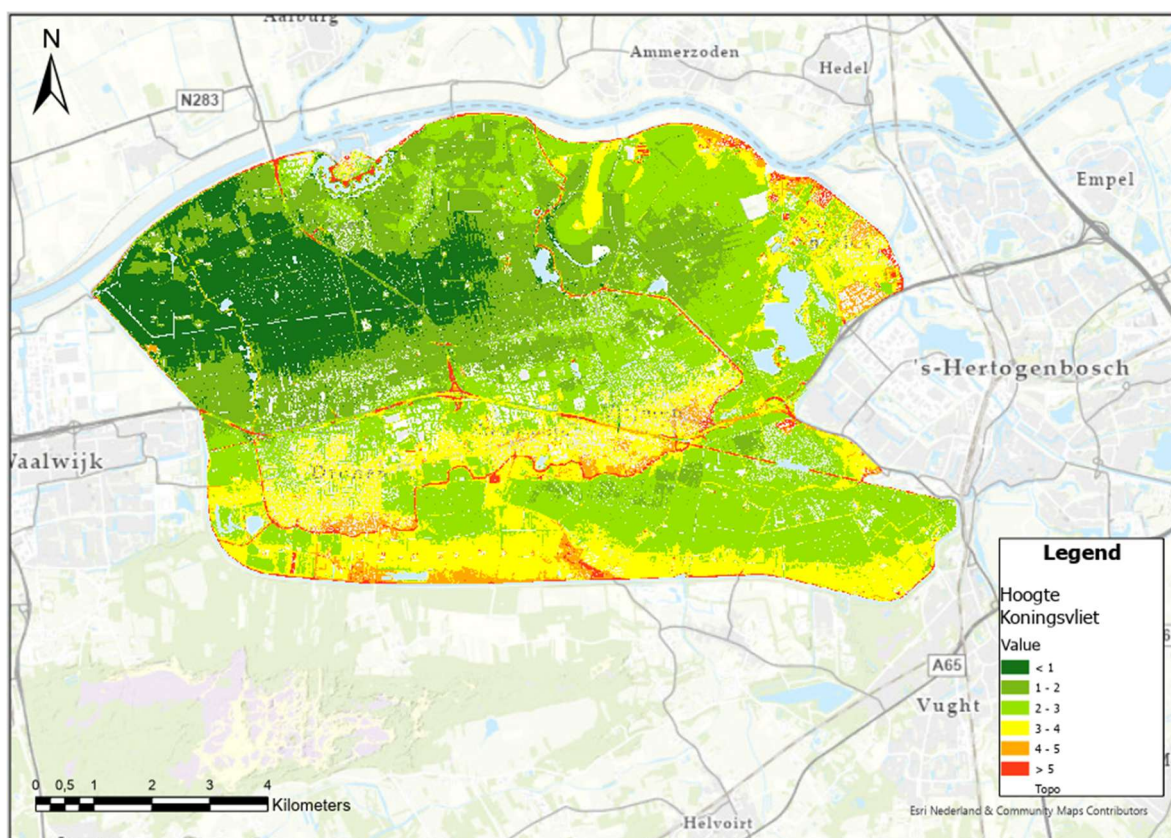 Aalburg
N
Ammerzoden
Hedel
N283
Empel
's-Hertogenbosch
Waalwijk
Drunen
Legend
Hoogte
Koningsvliet
Value
< 1
1 - 2
2 - 3
3 - 4
4 - 5
> 5
Topo
A65
Vught
0 0,5 1 2 3 4
Kilometers
Esri Nederland & Community Maps Contributors
Helvoirt